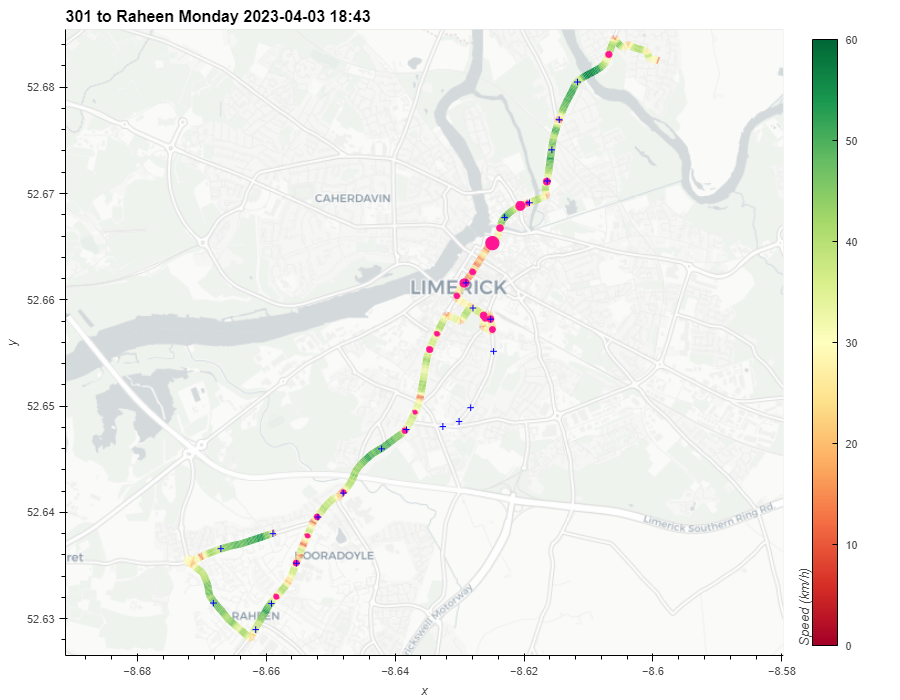 301 to Raheen Monday 2023-04-03 18:43
60
52.68
50
CAHERDAVIN
52.67
40
LIMERICK
52.66
y
30
52.65
20
52.64
Limerick Southern Ring Rd
ret
OORADOYLE
10
52.63
RAHEEN
rickswell Motorway
Speed (km/h)
0
−8.68
−8.66
−8.64
−8.62
−8.6
−8.58
x